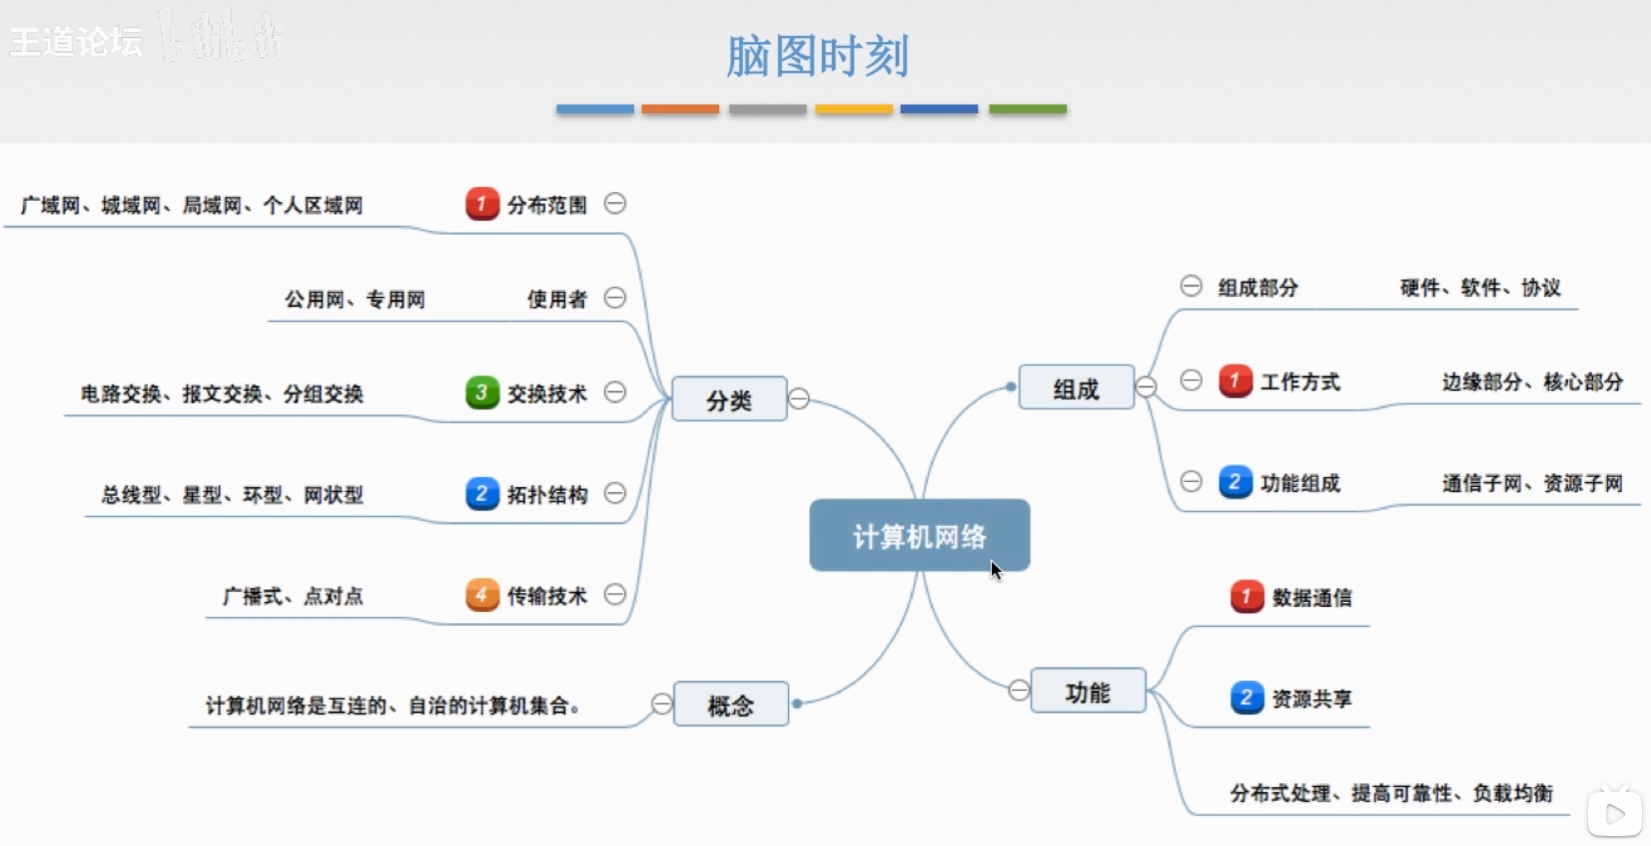 王道论坛 bilibili
脑图时刻
广域网、城域网、局域网、个人区域网 1 分布范围
公用网、专用网 使用者
电路交换、报文交换、分组交换 3 交换技术
总线型、星型、环型、网状型 2 拓扑结构
广播式、点对点 4 传输技术
分类
计算机网络是互连的、自治的计算机集合。
概念
计算机网络
组成
组成部分 硬件、软件、协议
1 工作方式 边缘部分、核心部分
2 功能组成 通信子网、资源子网
功能
1 数据通信
2 资源共享
分布式处理、提高可靠性、负载均衡